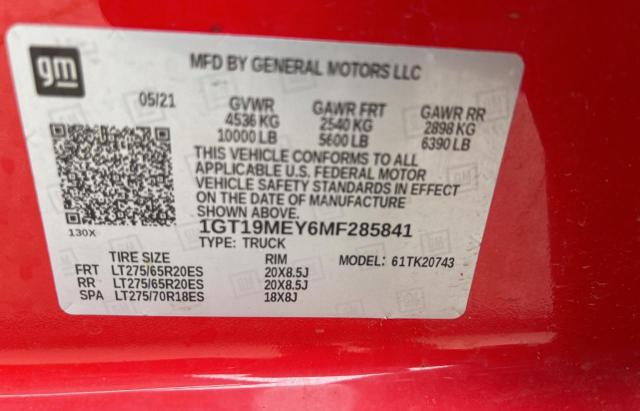 gm
MFD BY GENERAL MOTORS LLC
05/21 GVWR GAWR FRT GAWR RR
4536 KG 2540 KG 2898 KG
10000 LB 5600 LB 6390 LB
THIS VEHICLE CONFORMS TO ALL
APPLICABLE U.S. FEDERAL MOTOR
VEHICLE SAFETY STANDARDS IN EFFECT
ON THE DATE OF MANUFACTURE
SHOWN ABOVE.
130X 1GT19MEY6MF285841
TYPE: TRUCK
TIRE SIZE RIM MODEL: 61TK20743
FRT LT275/65R20ES 20X8.5J
RR LT275/65R20ES 20X8.5J
SPA LT275/70R18ES 18X8J